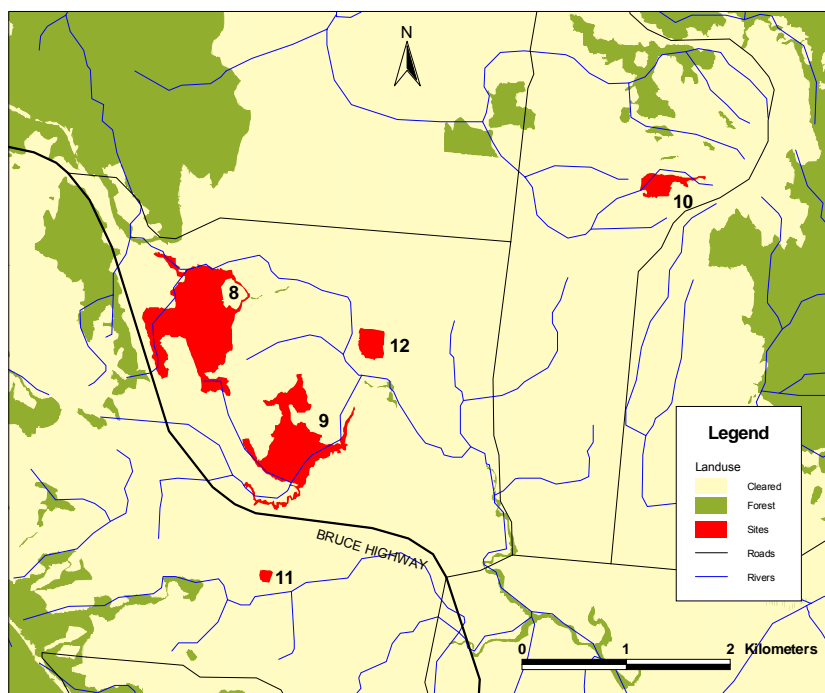 N
10
8
12
9
BRUCE HIGHWAY
11
Legend
Landuse
Cleared
Forest
Sites
Roads
Rivers
0 1 2 Kilometers